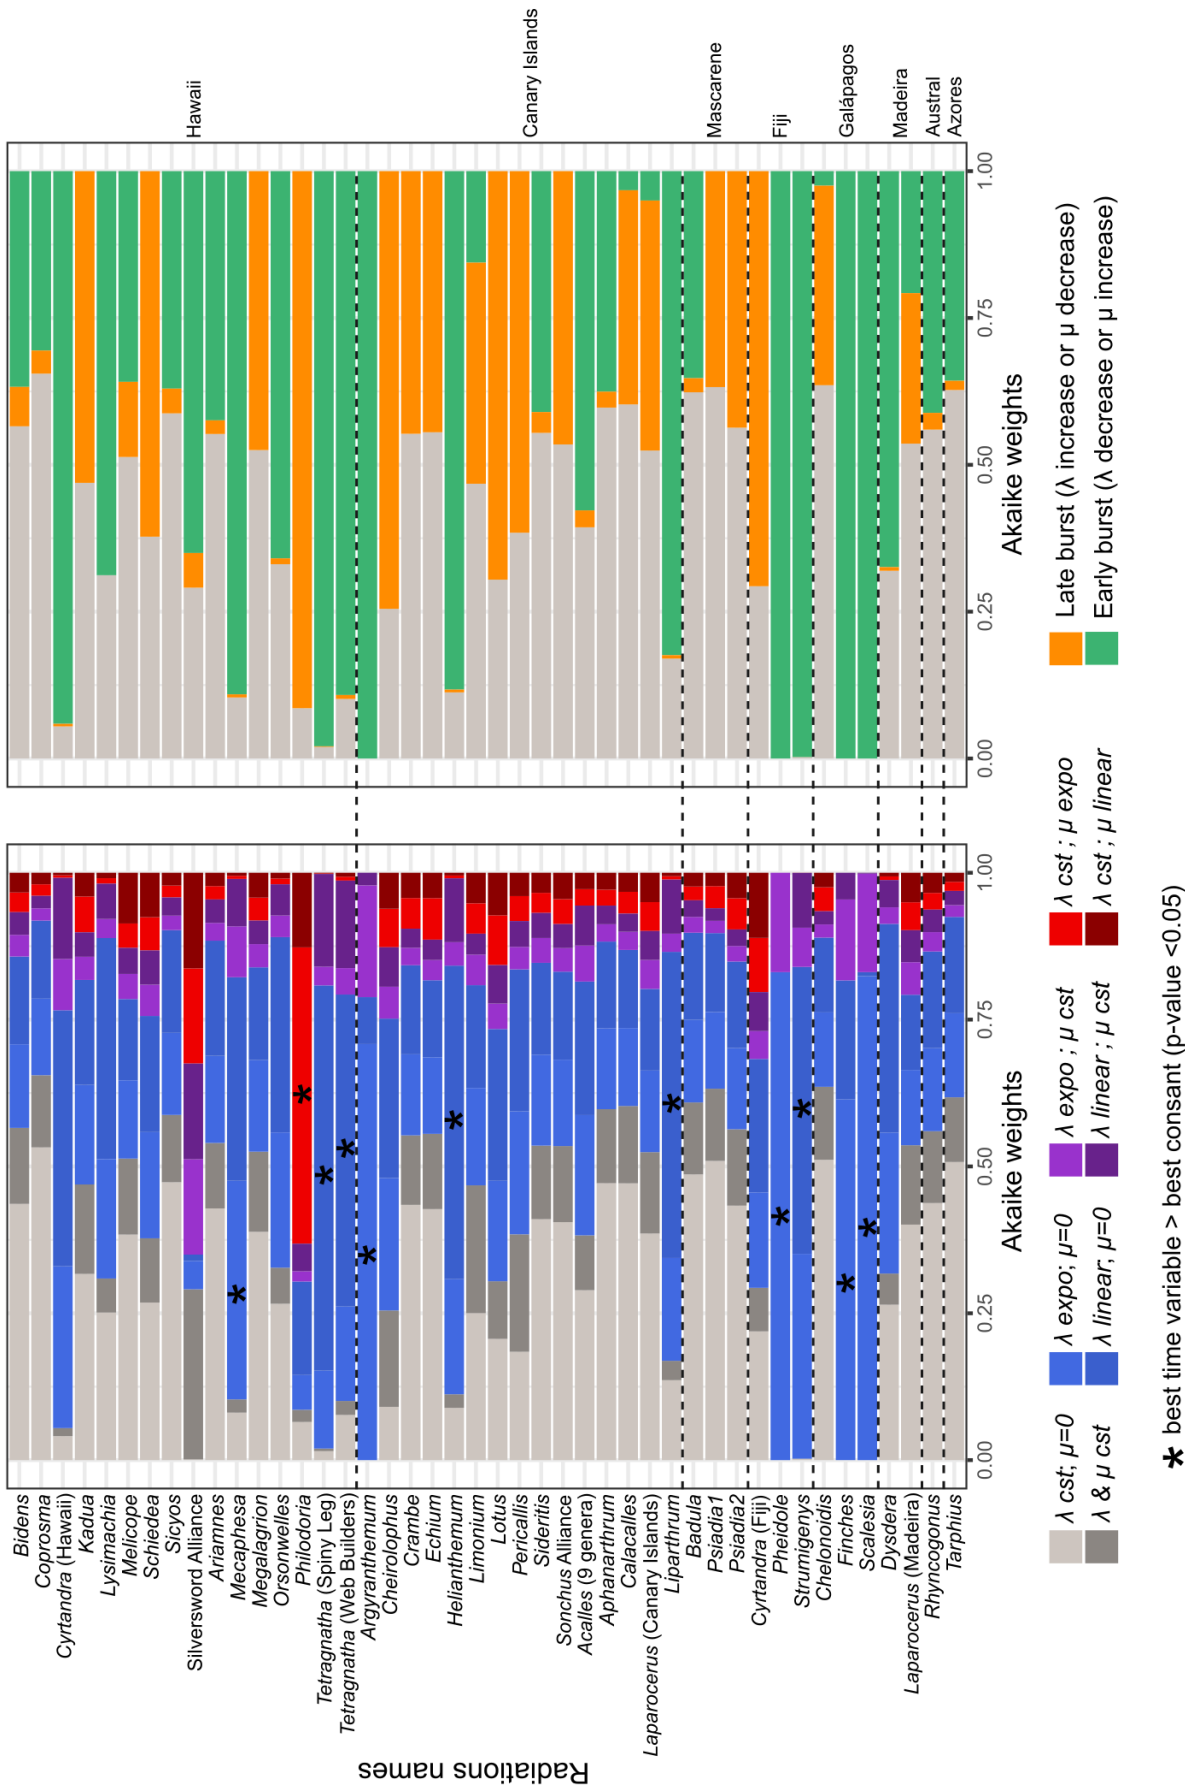 Radiations names
Bidens
Coprosma
Cyrtandra (Hawaii)
Kadua
Lysimachia
Melicope
Schiedea
Sicyos
Silversword Alliance
Ariamnes
Mecaphesa
Megalagrion
Orsonwelles
Philodoria
Tetragnatha (Spiny Leg)
Tetragnatha (Web Builders)
Argyranthemum
Cheirolophus
Crambe
Echium
Helianthemum
Limonium
Lotus
Pericallis
Sideritis
Sonchus Alliance
Acalles (9 genera)
Aphanarthrum
Calacalles
Laparocerus (Canary Islands)
Liparthrum
Badula
Psiadia1
Psiadia2
Cyrtandra (Fiji)
Pheidole
Strumigenys
Chelonoidis
Finches
Scalesia
Dysdera
Laparocerus (Madeira)
Rhyncogonus
Tarphius
0.00
0.25
0.50
0.75
1.00
Akaike weights
* * * * * * * * * * *
0.00
0.25
0.50
0.75
1.00
Akaike weights
Hawaii
Canary Islands
Mascarene
Fiji
Galápagos
Madeira
Austral
Azores
λ cst; μ=0
λ & μ cst
λ expo; μ=0
λ linear; μ=0
λ expo ; μ cst
λ linear ; μ cst
λ cst ; μ expo
λ cst ; μ linear
Late burst (λ increase or μ decrease)
Early burst (λ decrease or μ increase)
* best time variable > best consant (p-value <0.05)